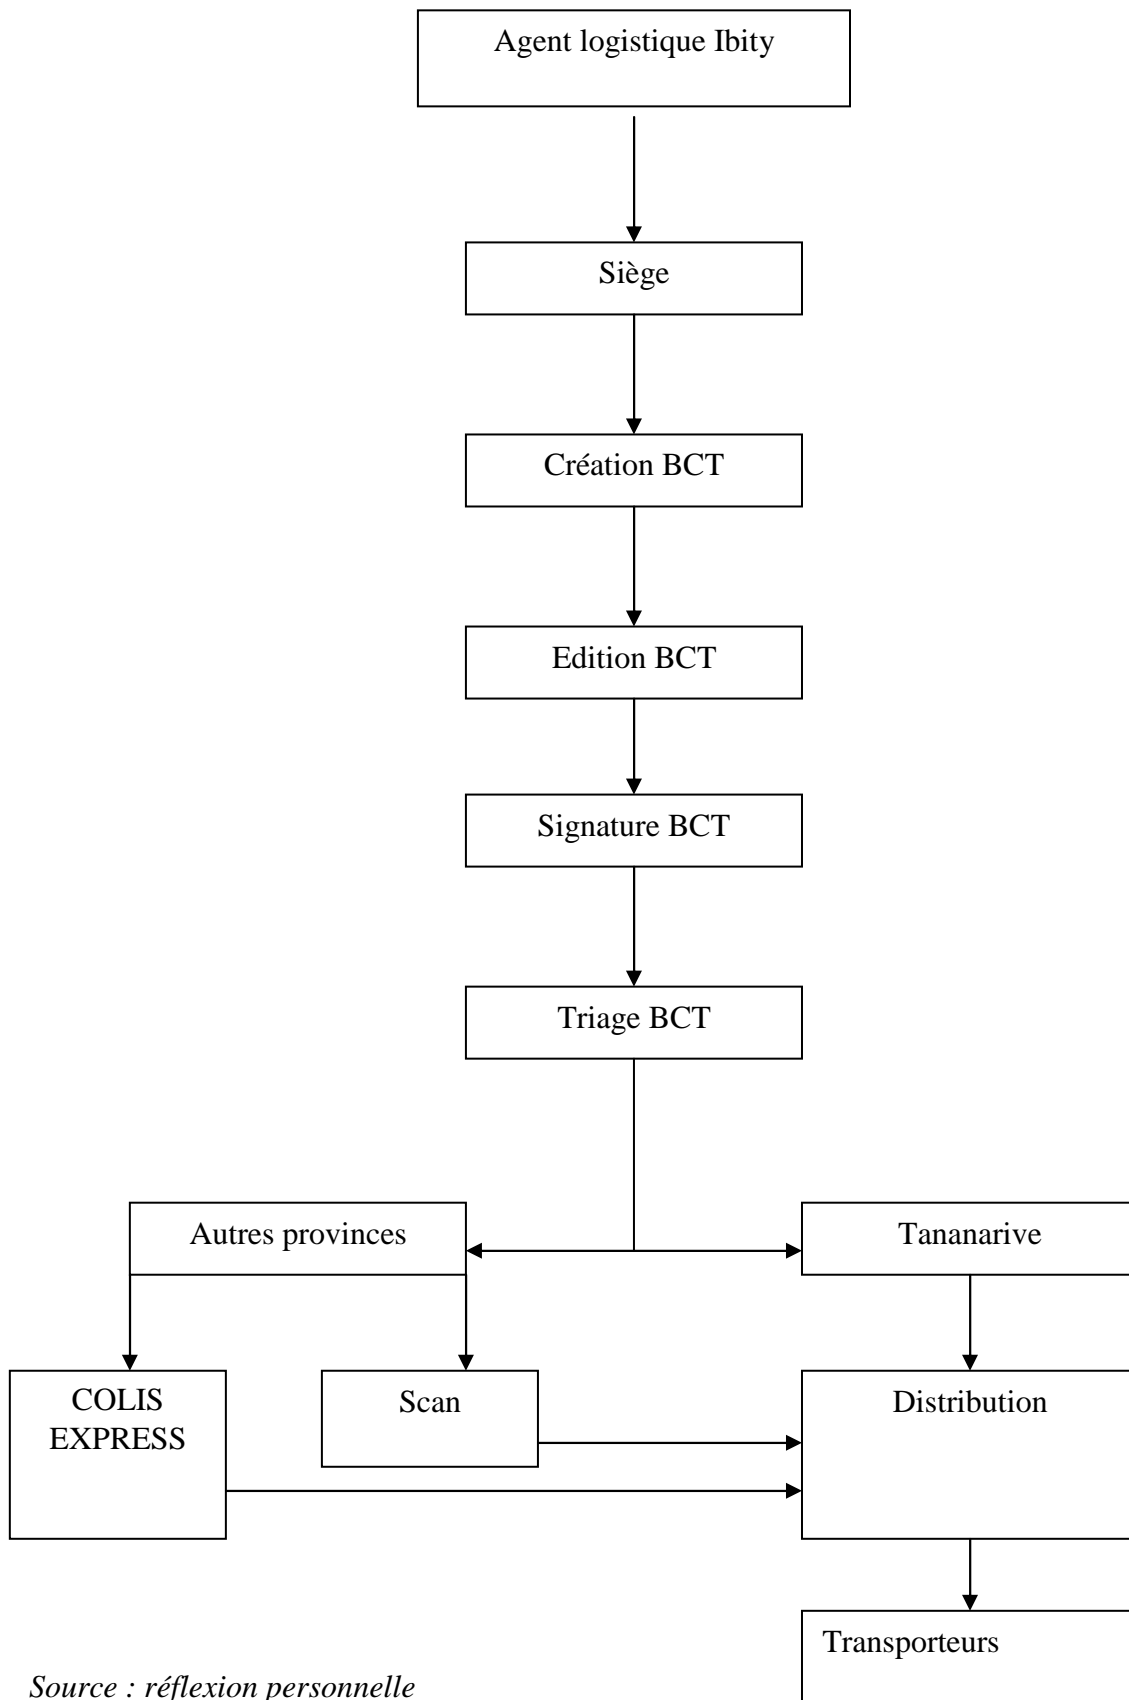 Agent logistique Ibity
Siège
Création BCT
Edition BCT
Signature BCT
Triage BCT
Autres provinces
Tananarive
COLIS
EXPRESS
Scan
Distribution
Transporteurs
Source : réflexion personnelle